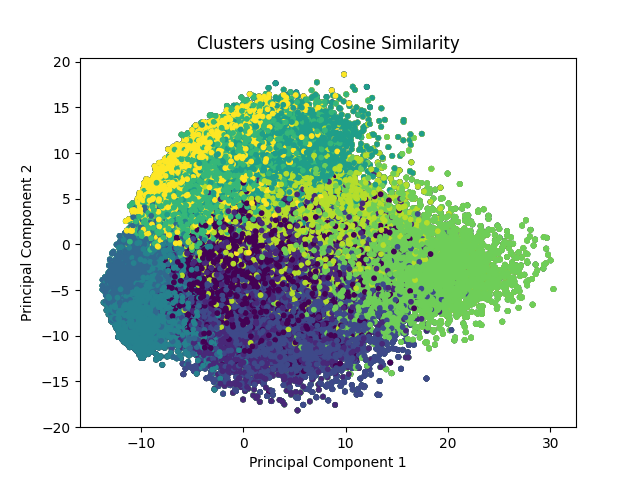 Clusters using Cosine Similarity
20
15
10
5
0
−5
−10
−15
−20
Principal Component 2
−10 0 10 20 30
Principal Component 1